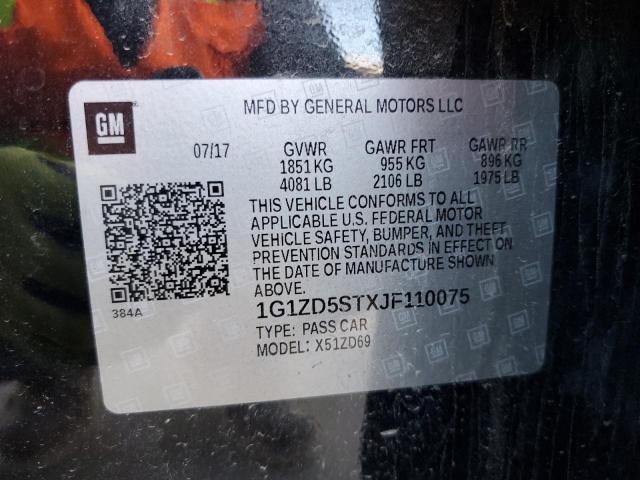 GM
MFD BY GENERAL MOTORS LLC
07/17 GVWR GAWR FRT GAWR RR
1851 KG 955 KG 896 KG
4081 LB 2106 LB 1975 LB
THIS VEHICLE CONFORMS TO ALL
APPLICABLE U.S. FEDERAL MOTOR
VEHICLE SAFETY, BUMPER, AND THEFT
PREVENTION STANDARDS IN EFFECT ON
THE DATE OF MANUFACTURE SHOWN
ABOVE.
384A
1G1ZD5STXJF110075
TYPE: PASS CAR
MODEL: X51ZD69